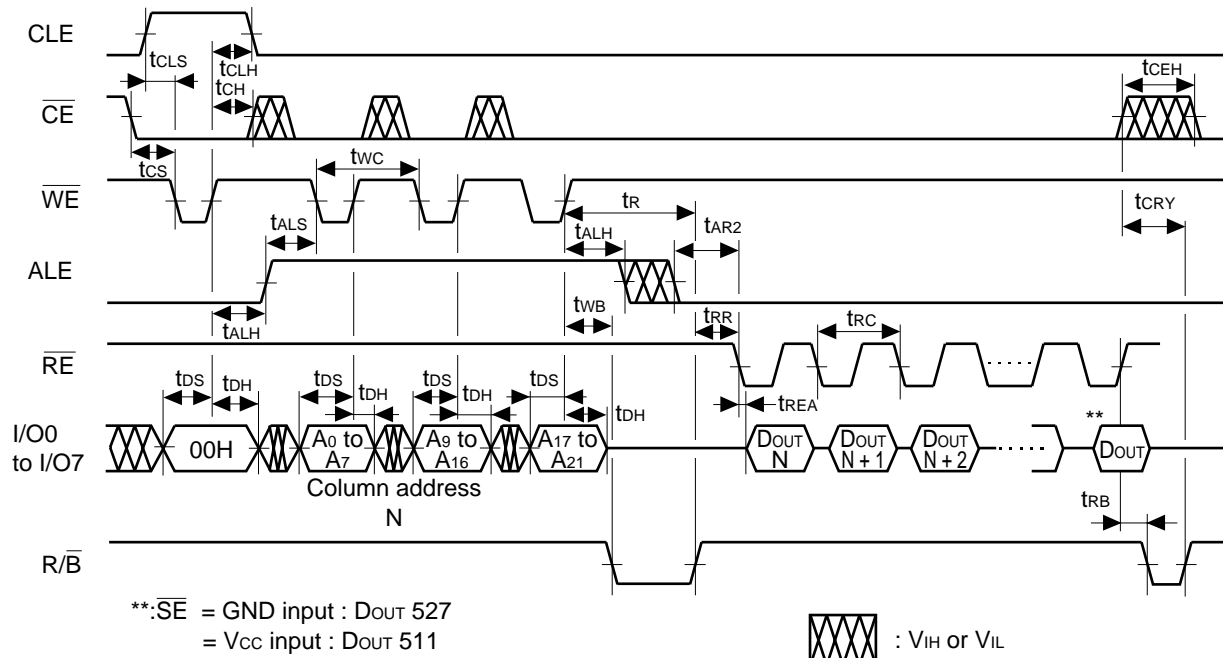 CLE
tCLS
tCLH
tCH
tCEH
CE
tCS
tWC
WE
tR
tCRY
tALS
tALH
tAR2
ALE
tALH
tWB
tRR
tRC
RE
tDS
tDH
tDS
tDH
tDS
tDH
tDS
tDH
tREA
**
I/O0
to I/O7
00H
A0 to
A7
A9 to
A16
A17 to
A21
DOUT
N
DOUT
N + 1
DOUT
N + 2
DOUT
Column address
N
tRB
R/B
**:SE = GND input : DOUT 527
= VCC input : DOUT 511
: VIH or VIL